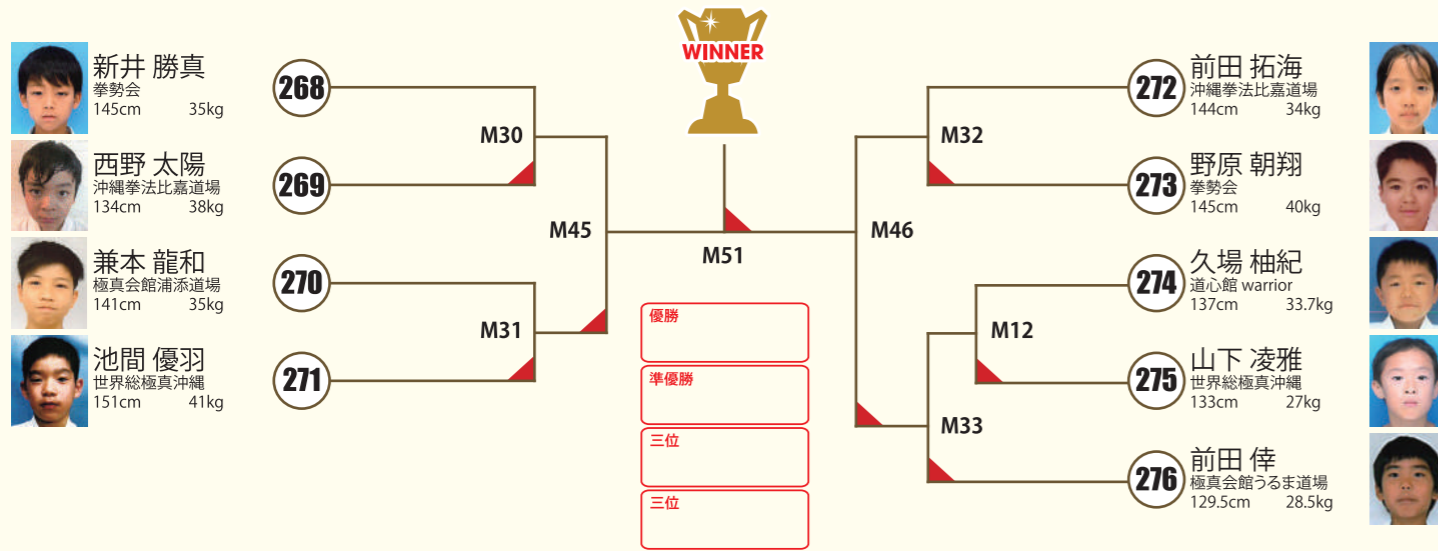 WINNER
新井 勝真
拳勢会
145cm 35kg
268
西野 太陽
沖縄拳法比嘉道場
134cm 38kg
269
兼本 龍和
極真会館浦添道場
141cm 35kg
270
池間 優羽
世界総極真沖縄
151cm 41kg
271
M30
M31
M45
M51
優勝
準優勝
三位
三位
M46
M32
M12
M33
272
前田 拓海
沖縄拳法比嘉道場
144cm 34kg
273
野原 朝翔
拳勢会
145cm 40kg
274
久場 柚紀
道心館 warrior
137cm 33.7kg
275
山下 凌雅
世界総極真沖縄
133cm 27kg
276
前田 倖
極真会館うるま道場
129.5cm 28.5kg